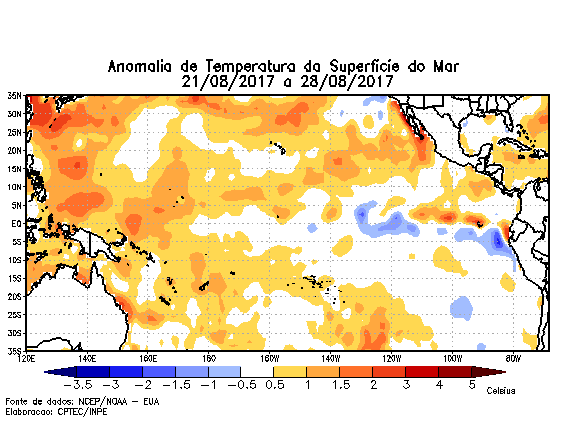 Anomalia de Temperatura da Superfície do Mar
21/08/2017 a 28/08/2017
35N
30N
25N
20N
15N
10N
5N
EQ
5S
10S
15S
20S
25S
30S
35S
120E 140E 160E 180 160W 140W 120W 100W 80W
-3.5 -3 -2 -1.5 -1 -0.5 0.5 1 1.5 2 3 4.5 5
Celsius
Fonte de dados: NCEP/NOAA - EUA
Elaboracao: CPTEC/INPE